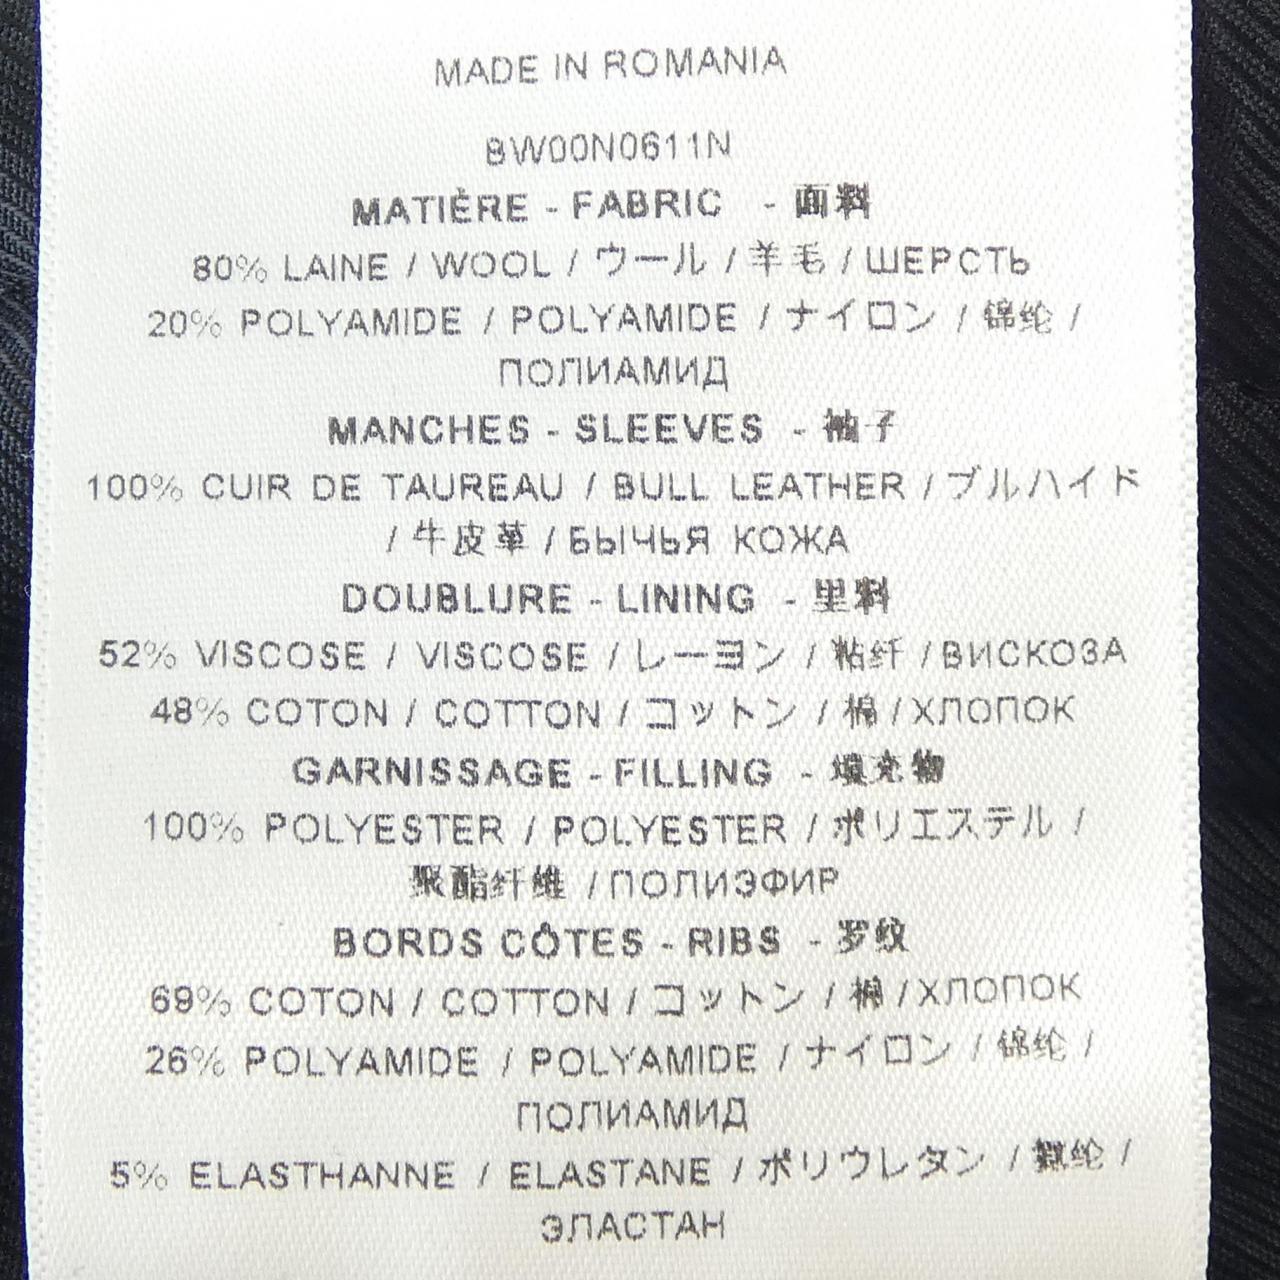 MADE IN ROMANIA
BW00N0611N
MATIÈRE - FABRIC - 面料
80% LAINE / WOOL / ウール / 羊毛 / ШЕРСТЬ
20% POLYAMIDE / POLYAMIDE / ナイロン / 锦纶 /
ПОЛИАМИД
MANCHES - SLEEVES - 袖子
100% CUIR DE TAUREAU / BULL LEATHER / ブルハイド
/ 牛皮革 / БЫЧЬЯ КОЖА
DOUBLURE - LINING - 里料
52% VISCOSE / VISCOSE / レーヨン / 粘纤 / ВИСКОЗА
48% COTON / COTTON / コットン / 棉 / ХЛОПОК
GARNISSAGE - FILLING - 填充物
100% POLYESTER / POLYESTER / ポリエステル /
聚酯纤维 / ПОЛИЭФИР
BORDS CÔTES - RIBS - 罗纹
69% COTON / COTTON / コットン / 棉 / ХЛОПОК
26% POLYAMIDE / POLYAMIDE / ナイロン / 锦纶 /
ПОЛИАМИД
5% ELASTHANNE / ELASTANE / ポリウレタン / 氨纶 /
ЭЛАСТАН